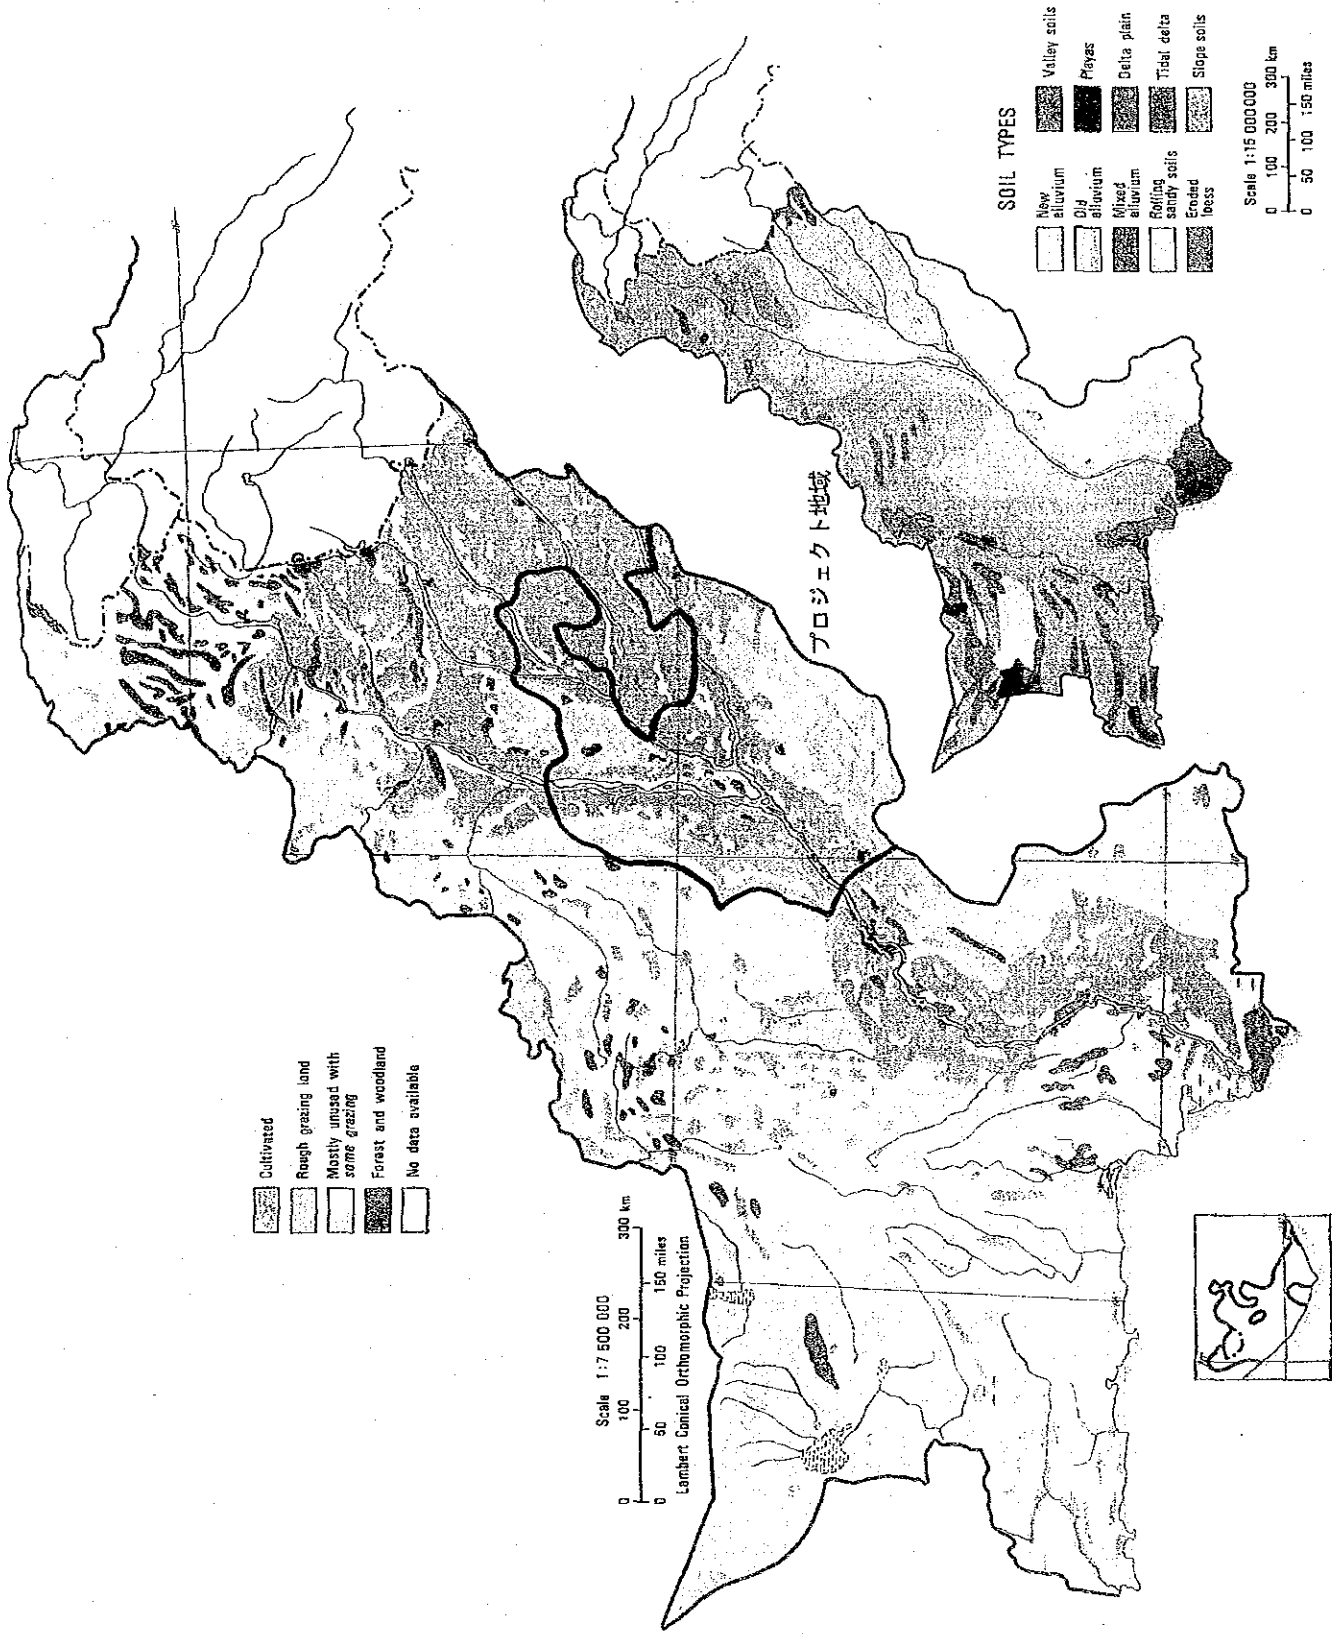 Cultivated
Rough grazing land
Mostly unused with
some grazing
Forest and woodland
No data available
Scale 1:7 500 000
0 100 200 300 km
0 50 100 150 miles
Lambert Conical Orthomorphic Projection
プロジェクト地域
SOIL TYPES
New
alluvium
Old
alluvium
Mixed
alluvium
Rolling
sandy soils
Eroded
loess
Valley soils
Playas
Delta plain
Tidal delta
Slope soils
Scale 1:15 000 000
0 100 200 300 km
0 50 100 150 miles